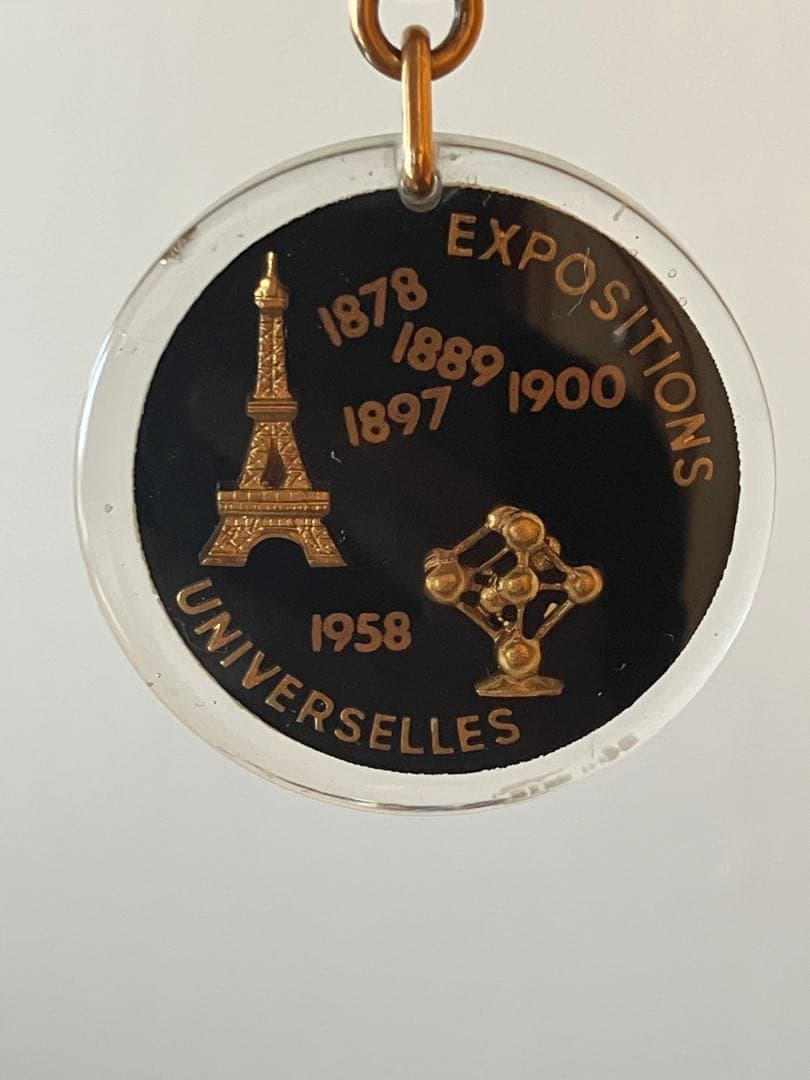 EXPOSITIONS
1878
1889
1900
1897
1958
UNIVERSELLES